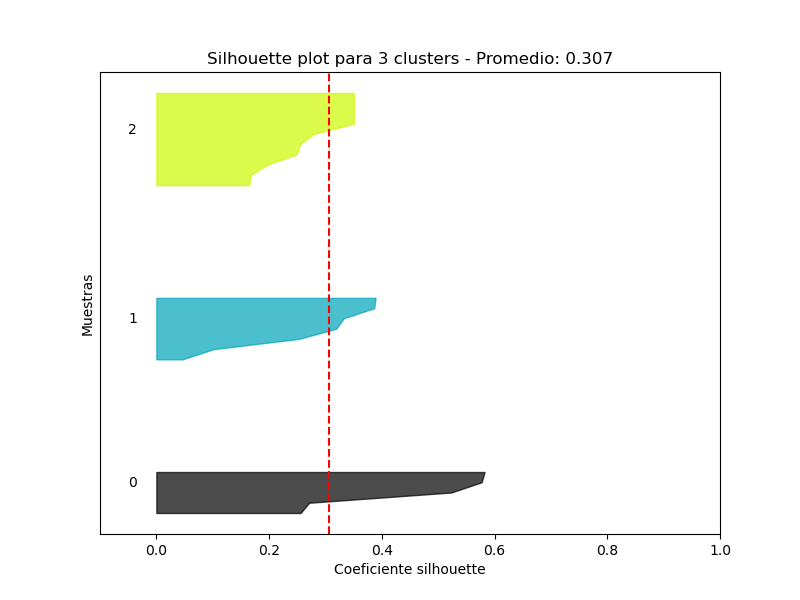 Silhouette plot para 3 clusters - Promedio: 0.307
2
1
0
Muestras
0.0 0.2 0.4 0.6 0.8 1.0
Coeficiente silhouette